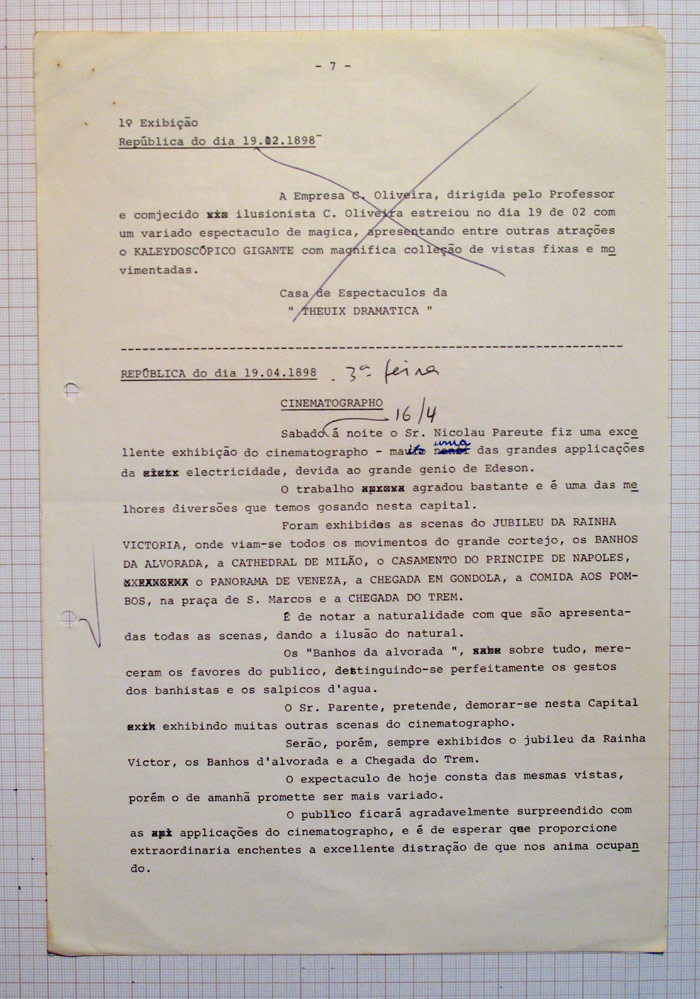 - 7 -
1º Exibição
República do dia 19.02.1898
A Empresa C. Oliveira, dirigida pelo Professor
e comjecido ilusionista C. Oliveira estreiou no dia 19 de 02 com
um variado espectaculo de magica, apresentando entre outras atrações
o KALEYDOSCÓPICO GIGANTE com magnifica colleção de vistas fixas e mo
vimentadas.
Casa de Espectaculos da
" THEUIX DRAMATICA "
REPÚBLICA do dia 19.04.1898 . 3ª feira
CINEMATOGRAPHO
16/4
Sabado á noite o Sr. Nicolau Pareute fiz uma exce
llente exhibição do cinematographo - uma das grandes applicações
da electricidade, devida ao grande genio de Edeson.
O trabalho agradou bastante e é uma das me
lhores diversões que temos gosando nesta capital.
Foram exhibidas as scenas do JUBILEU DA RAINHA
VICTORIA, onde viam-se todos os movimentos do grande cortejo, os BANHOS
DA ALVORADA, a CATHEDRAL DE MILÃO, o CASAMENTO DO PRINCIPE DE NAPOLES,
o PANORAMA DE VENEZA, a CHEGADA EM GONDOLA, a COMIDA AOS POM-
BOS, na praça de S. Marcos e a CHEGADA DO TREM.
É de notar a naturalidade com que são apresenta-
das todas as scenas, dando a ilusão do natural.
Os "Banhos da alvorada ", sobre tudo, mere-
ceram os favores do publico, destinguindo-se perfeitamente os gestos
dos banhistas e os salpicos d'agua.
O Sr. Parente, pretende, demorar-se nesta Capital
exhibindo muitas outras scenas do cinematographo.
Serão, porém, sempre exhibidos o jubileu da Rainha
Victor, os Banhos d'alvorada e a Chegada do Trem.
O expectaculo de hoje consta das mesmas vistas,
porém o de amanhã promette ser mais variado.
O publico ficará agradavelmente surpreendido com
as applicações do cinematographo, e é de esperar que proporcione
extraordinaria enchentes a excellente distração de que nos anima ocupan
do.